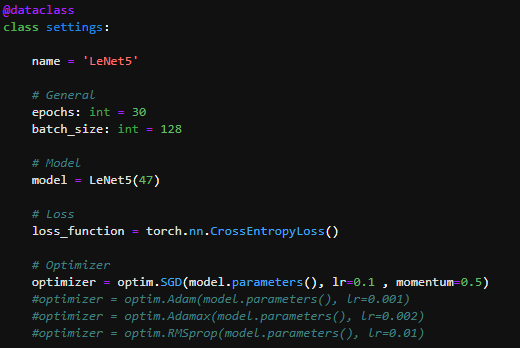 @dataclass
class settings:
name = 'LeNet5'
# General
epochs: int = 30
batch_size: int = 128
# Model
model = LeNet5(47)
# Loss
loss_function = torch.nn.CrossEntropyLoss()
# Optimizer
optimizer = optim.SGD(model.parameters(), lr=0.1 , momentum=0.5)
#optimizer = optim.Adam(model.parameters(), lr=0.001)
#optimizer = optim.Adamax(model.parameters(), lr=0.002)
#optimizer = optim.RMSprop(model.parameters(), lr=0.01)